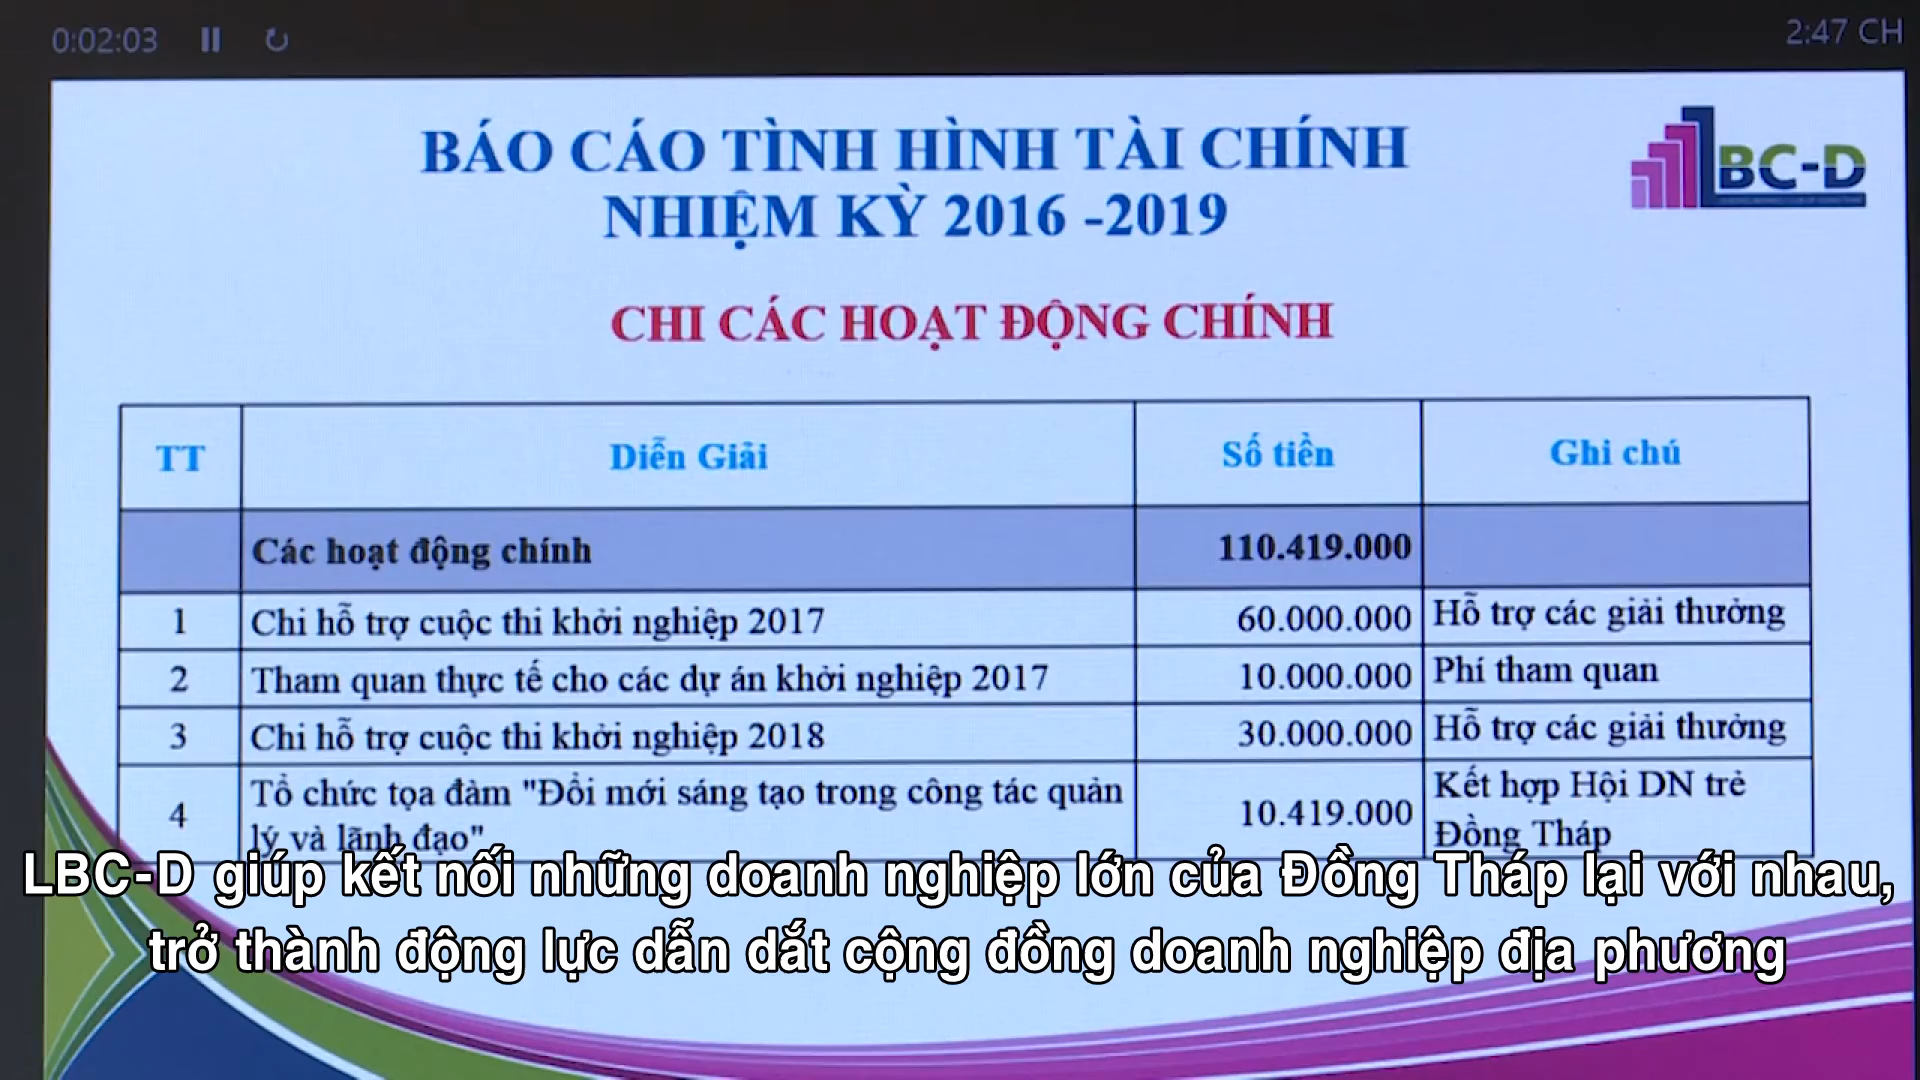 0:02:03
2:47 CH
BÁO CÁO TÌNH HÌNH TÀI CHÍNH
NHIỆM KỲ 2016 -2019
LBC-D
CHI CÁC HOẠT ĐỘNG CHÍNH
TT Diễn Giải Số tiền Ghi chú
Các hoạt động chính 110.419.000
1 Chi hỗ trợ cuộc thi khởi nghiệp 2017 60.000.000 Hỗ trợ các giải thưởng
2 Tham quan thực tế cho các dự án khởi nghiệp 2017 10.000.000 Phí tham quan
3 Chi hỗ trợ cuộc thi khởi nghiệp 2018 30.000.000 Hỗ trợ các giải thưởng
4 Tổ chức tọa đàm "Đổi mới sáng tạo trong công tác quản
lý và lãnh đạo" 10.419.000 Kết hợp Hội DN trẻ
Đồng Tháp
LBC-D giúp kết nối những doanh nghiệp lớn của Đồng Tháp lại với nhau,
trở thành động lực dẫn dắt cộng đồng doanh nghiệp địa phương